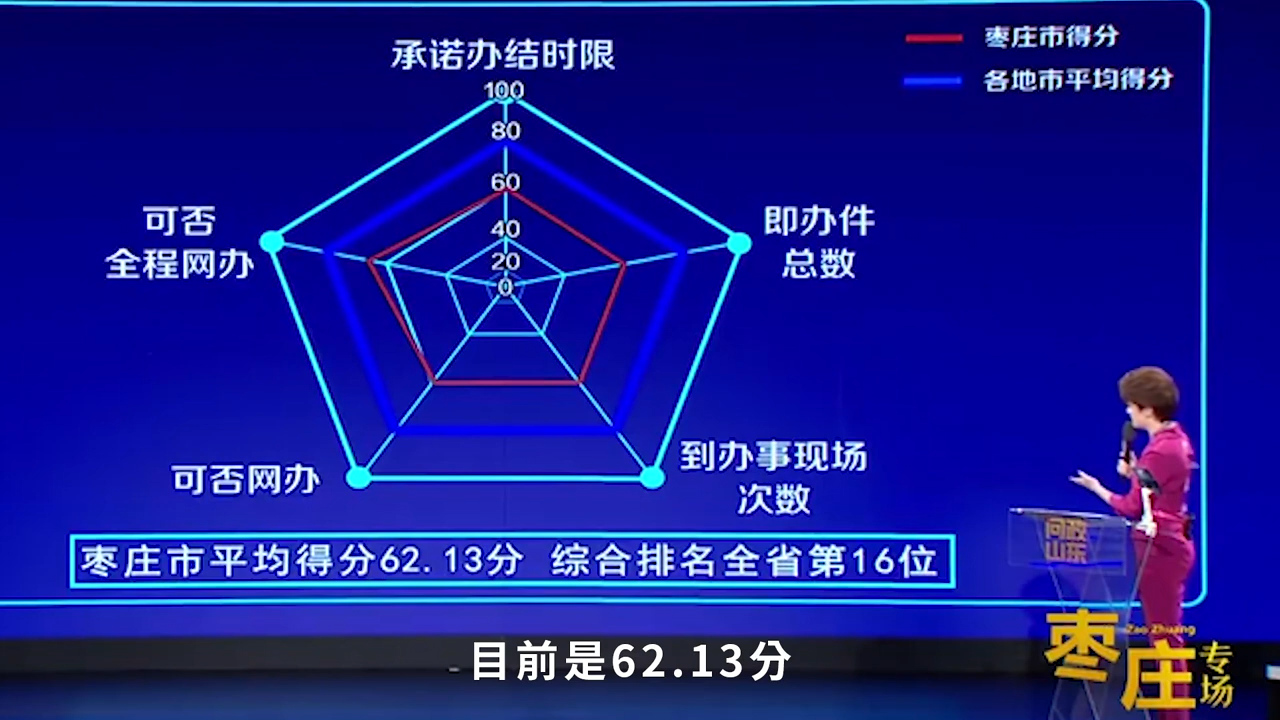 承诺办结时限
枣庄市得分
各地市平均得分
100
80
60
40
20
0
可否
全程网办
即办件
总数
可否网办
到办事现场
次数
枣庄市平均得分62.13分 综合排名全省第16位
问政
山东
目前是62.13分
枣庄
Zao Zhuang
专场